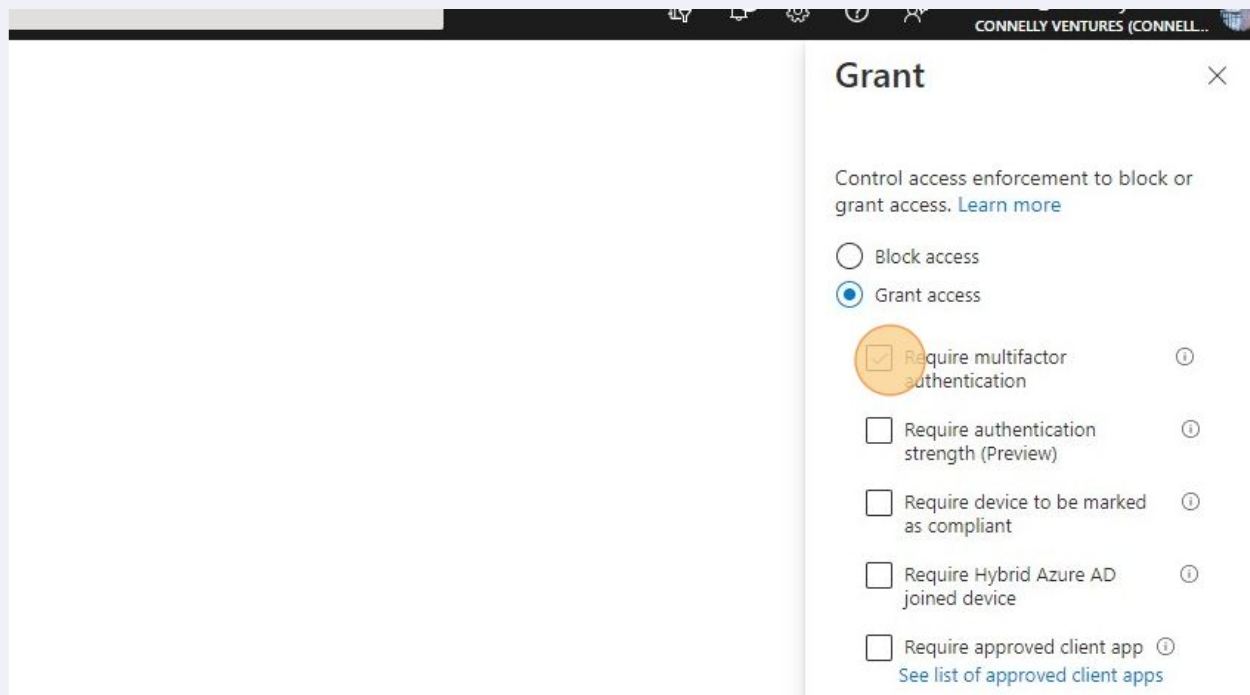 CONNELLY VENTURES (CONNELL...
Grant
Control access enforcement to block or
grant access. Learn more
Block access
Grant access
Require multifactor
authentication
Require authentication
strength (Preview)
Require device to be marked
as compliant
Require Hybrid Azure AD
joined device
Require approved client app
See list of approved client apps